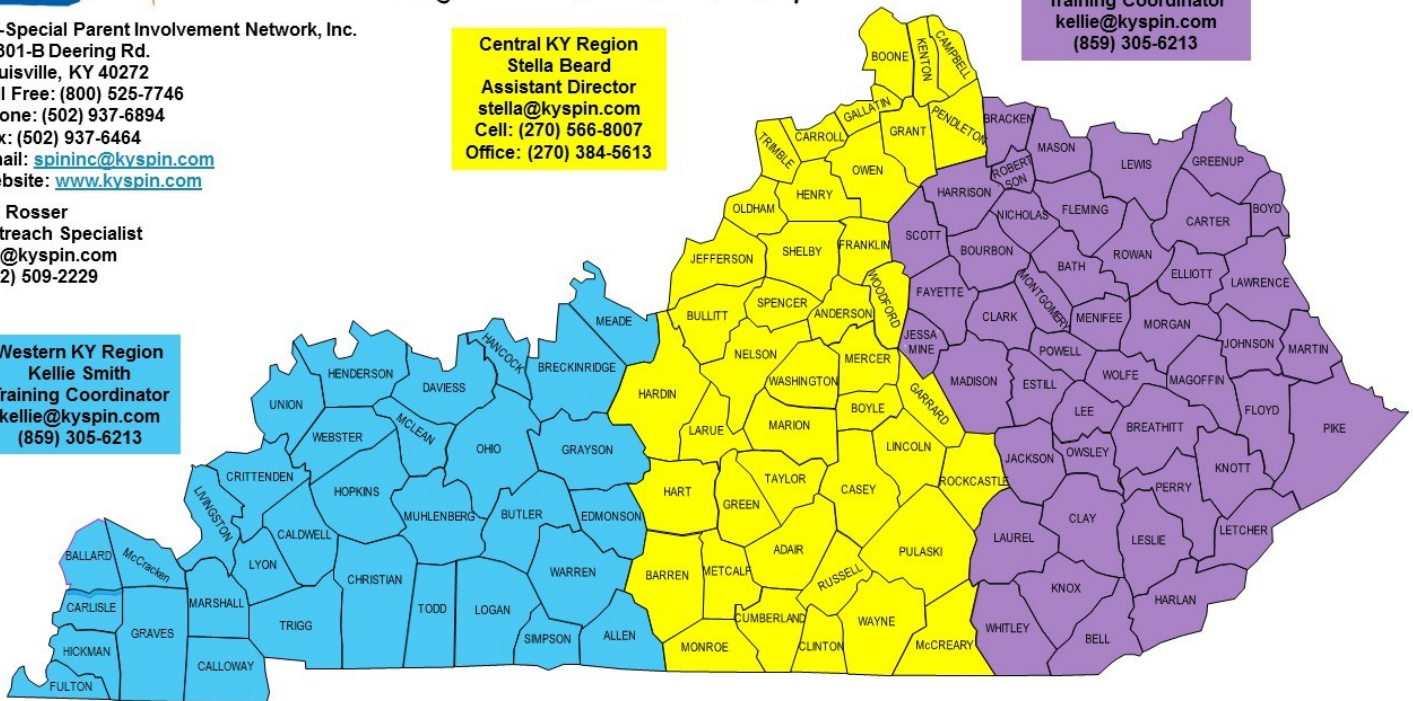 -Special Parent Involvement Network, Inc.
301-B Deering Rd.
uisville, KY 40272
l Free: (800) 525-7746
one: (502) 937-6894
x: (502) 937-6464
nail: spininc@kyspin.com
ebsite: www.kyspin.com
Rosser
treach Specialist
@kyspin.com
2) 509-2229
Central KY Region
Stella Beard
Assistant Director
stella@kyspin.com
Cell: (270) 566-8007
Office: (270) 384-5613
Training Coordinator
kellie@kyspin.com
(859) 305-6213
Western KY Region
Kellie Smith
Training Coordinator
kellie@kyspin.com
(859) 305-6213
BOONE
KENTON
CAMPBELL
GALLATIN
PENDLETON
CARROLL
GRANT
TRIMBLE
OWEN
HENRY
OLDHAM
SHELBY
FRANKLIN
JEFFERSON
WOODFORD
SPENCER
BULLITT
ANDERSON
NELSON
MERCER
WASHINGTON
HARDIN
GARRARD
BOYLE
LARUE
MARION
LINCOLN
TAYLOR
ROCKCASTLE
HART
GREEN
CASEY
ADAIR
PULASKI
BARREN
METCALF
RUSSELL
CUMBERLAND
WAYNE
MONROE
CLINTON
McCREARY
BRACKEN
MASON
LEWIS
GREENUP
ROBERT
SON
HARRISON
NICHOLAS
FLEMING
CARTER
BOYD
SCOTT
BOURBON
ROWAN
BATH
ELLIOTT
LAWRENCE
FAYETTE
MONTGOMERY
CLARK
MENIFEE
MORGAN
JESSA
MINE
POWELL
JOHNSON
MARTIN
MADISON
ESTILL
WOLFE
MAGOFFIN
LEE
FLOYD
BREATHITT
PIKE
JACKSON
OWSLEY
KNOTT
PERRY
CLAY
LETCHER
LAUREL
LESLIE
KNOX
HARLAN
WHITLEY
BELL
MEADE
HANCOCK
BRECKINRIDGE
HENDERSON
DAVIESS
UNION
MCLEAN
WEBSTER
OHIO
GRAYSON
CRITTENDEN
HOPKINS
LIVINGSTON
MUHLENBERG
BUTLER
EDMONSON
CALDWELL
BALLARD
McCracken
LYON
CHRISTIAN
WARREN
CARLISLE
MARSHALL
TODD
LOGAN
TRIGG
GRAVES
SIMPSON
ALLEN
HICKMAN
CALLOWAY
FULTON